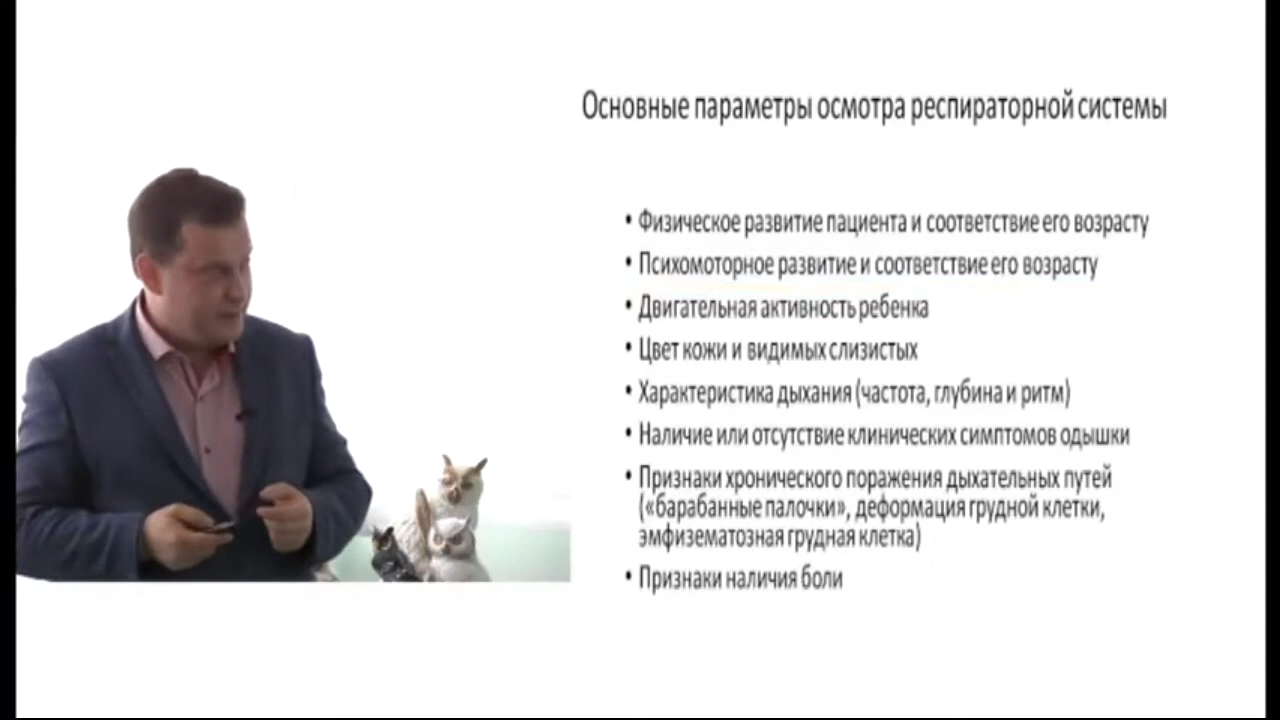 Основные параметры осмотра респираторной системы
• Физическое развитие пациента и соответствие его возрасту
• Психомоторное развитие и соответствие его возрасту
• Двигательная активность ребенка
• Цвет кожи и видимых слизистых
• Характеристика дыхания (частота, глубина и ритм)
• Наличие или отсутствие клинических симптомов одышки
• Признаки хронического поражения дыхательных путей
(«барабанные палочки», деформация грудной клетки,
эмфизематозная грудная клетка)
• Признаки наличия боли